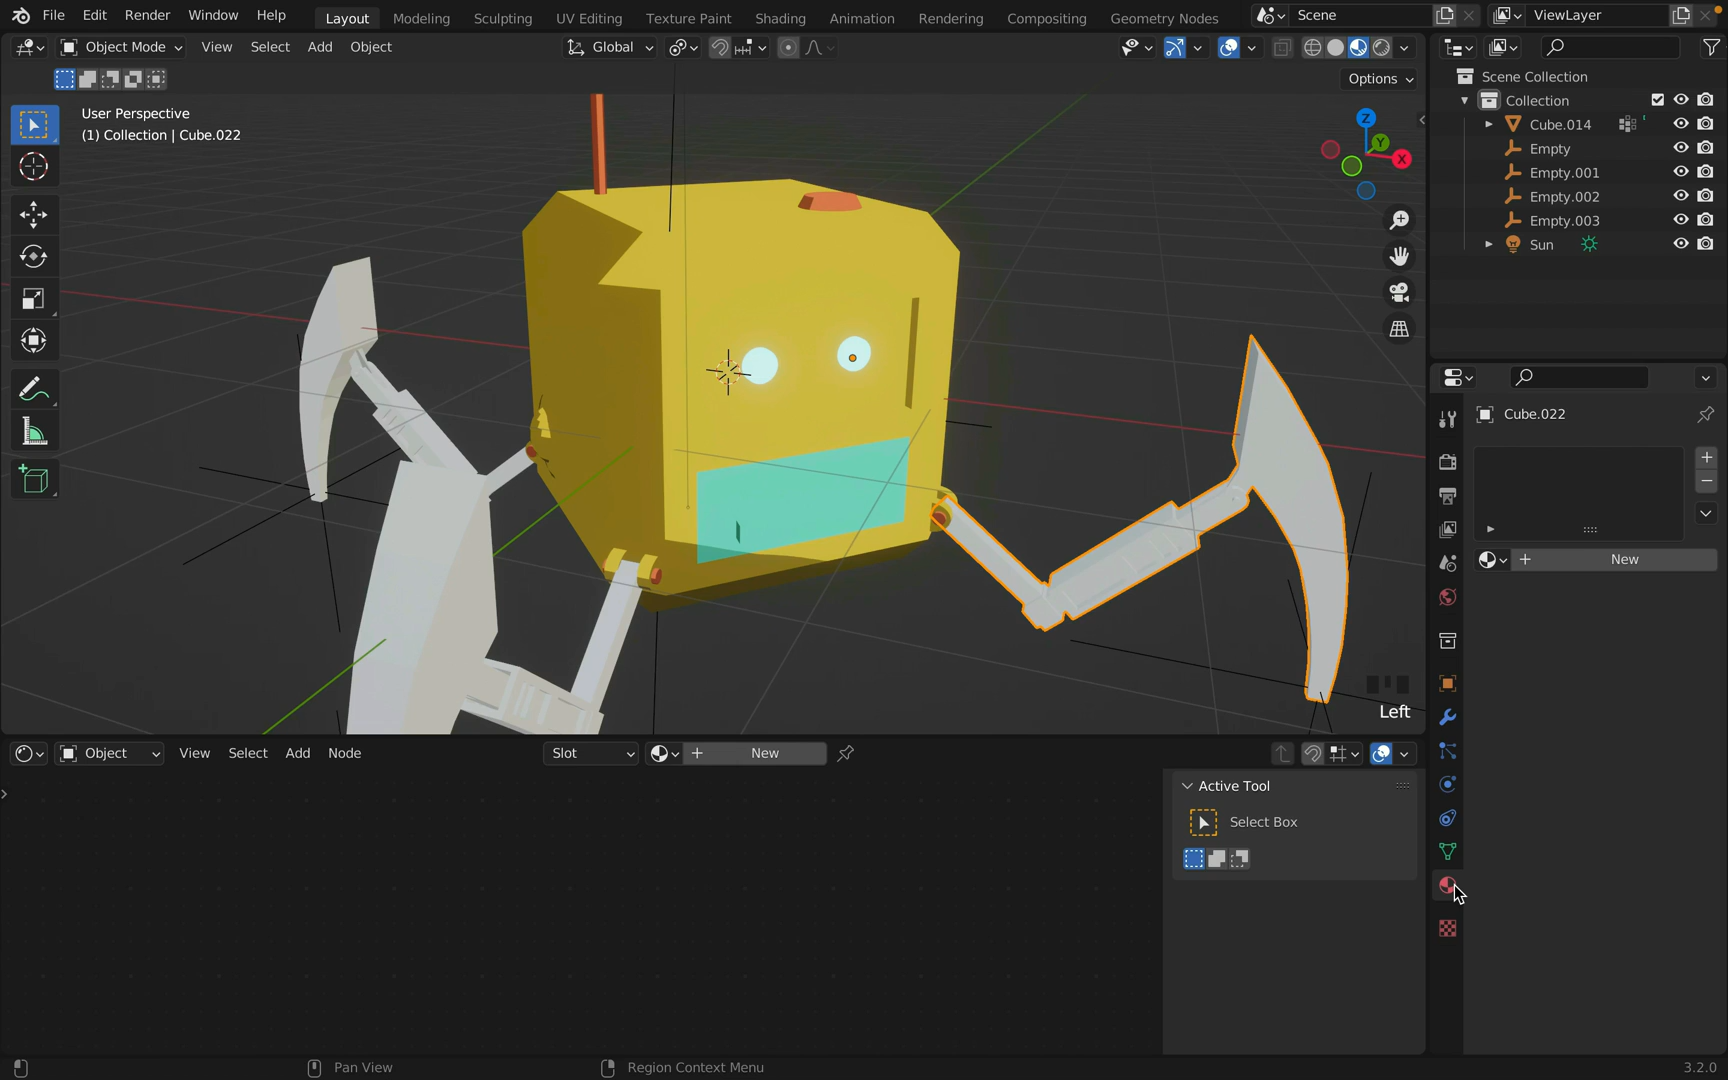 File Edit Render Window Help Layout Modeling Sculpting UV Editing Texture Paint Shading Animation Rendering Compositing Geometry Nodes Scene ViewLayer
Object Mode View Select Add Object Global
Options
User Perspective
(1) Collection | Cube.022
Z
Y
X
Scene Collection
Collection
Cube.014
Empty
Empty.001
Empty.002
Empty.003
Sun
Cube.022
New
Left
Object View Select Add Node Slot New
Active Tool
Select Box
Pan View Region Context Menu 3.2.0